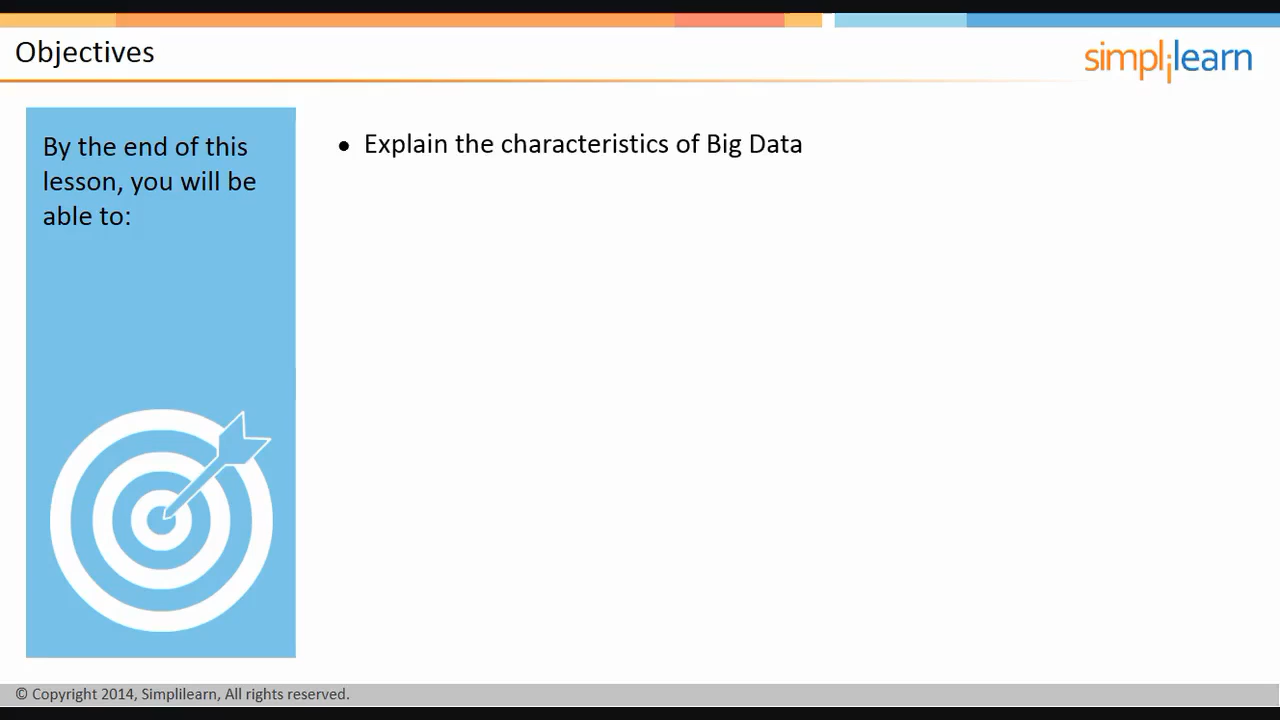 Objectives
simplilearn
By the end of this
lesson, you will be
able to:
• Explain the characteristics of Big Data
© Copyright 2014, Simplilearn, All rights reserved.